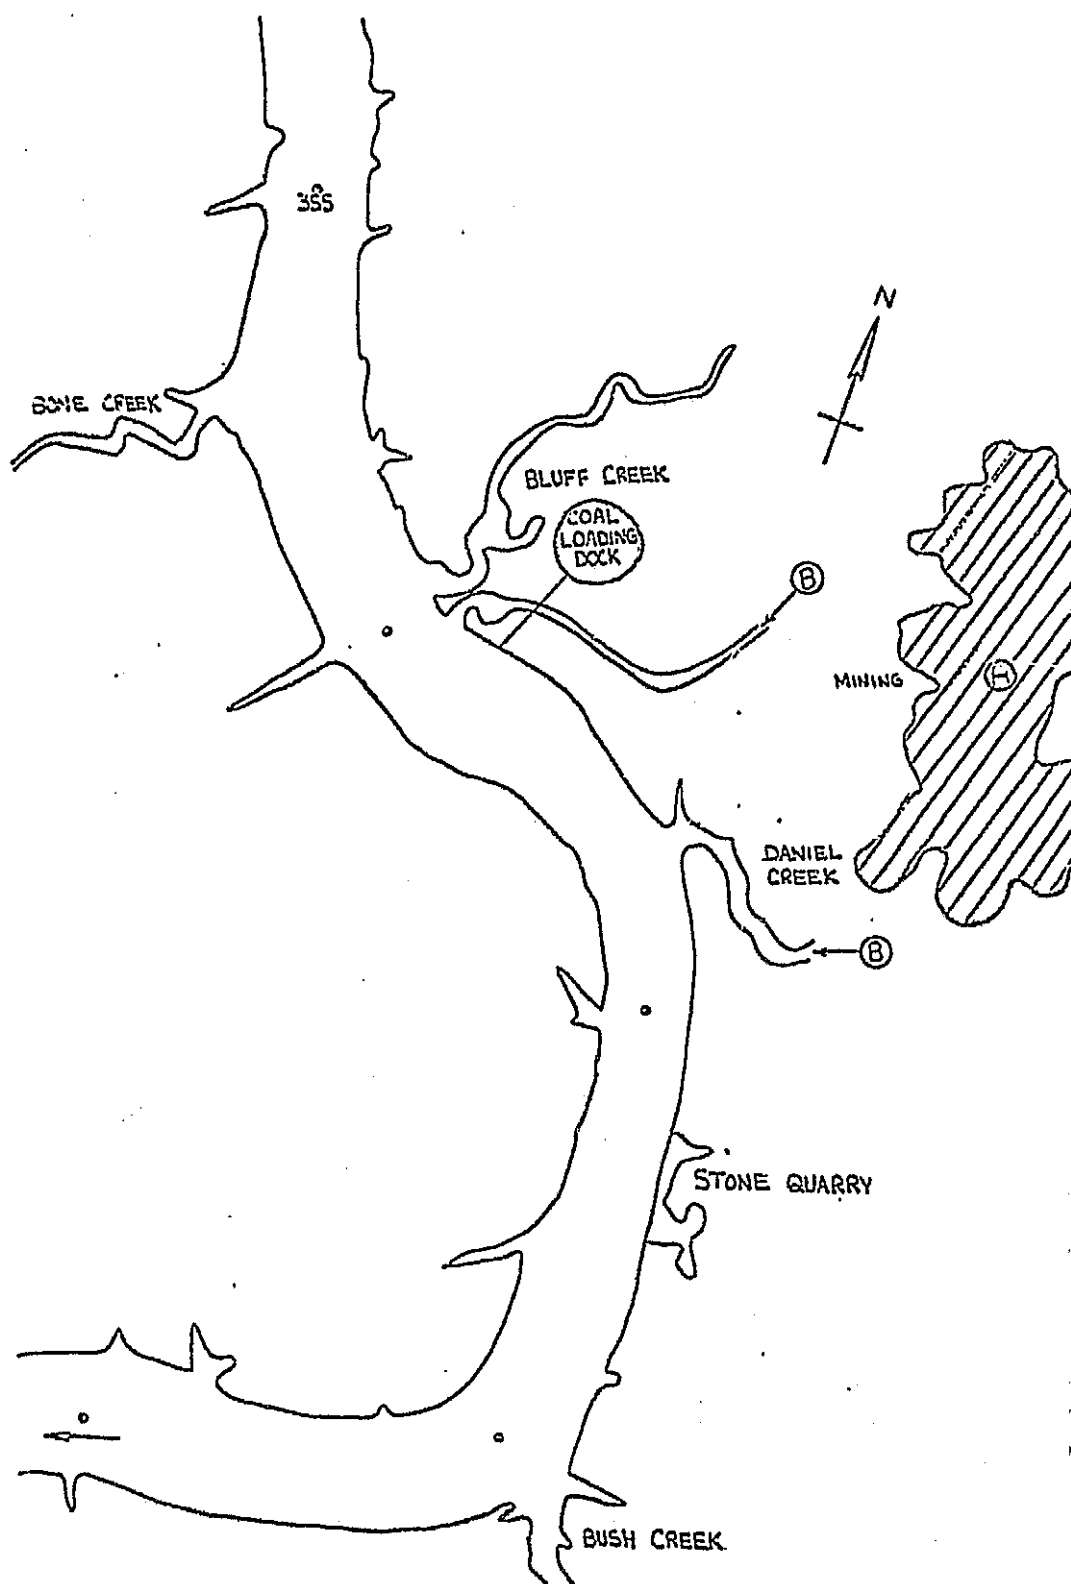 355
N
BONE CREEK
BLUFF CREEK
COAL
LOADING
DOCK
B
MINING
H
DANIEL
CREEK
B
STONE QUARRY
BUSH CREEK